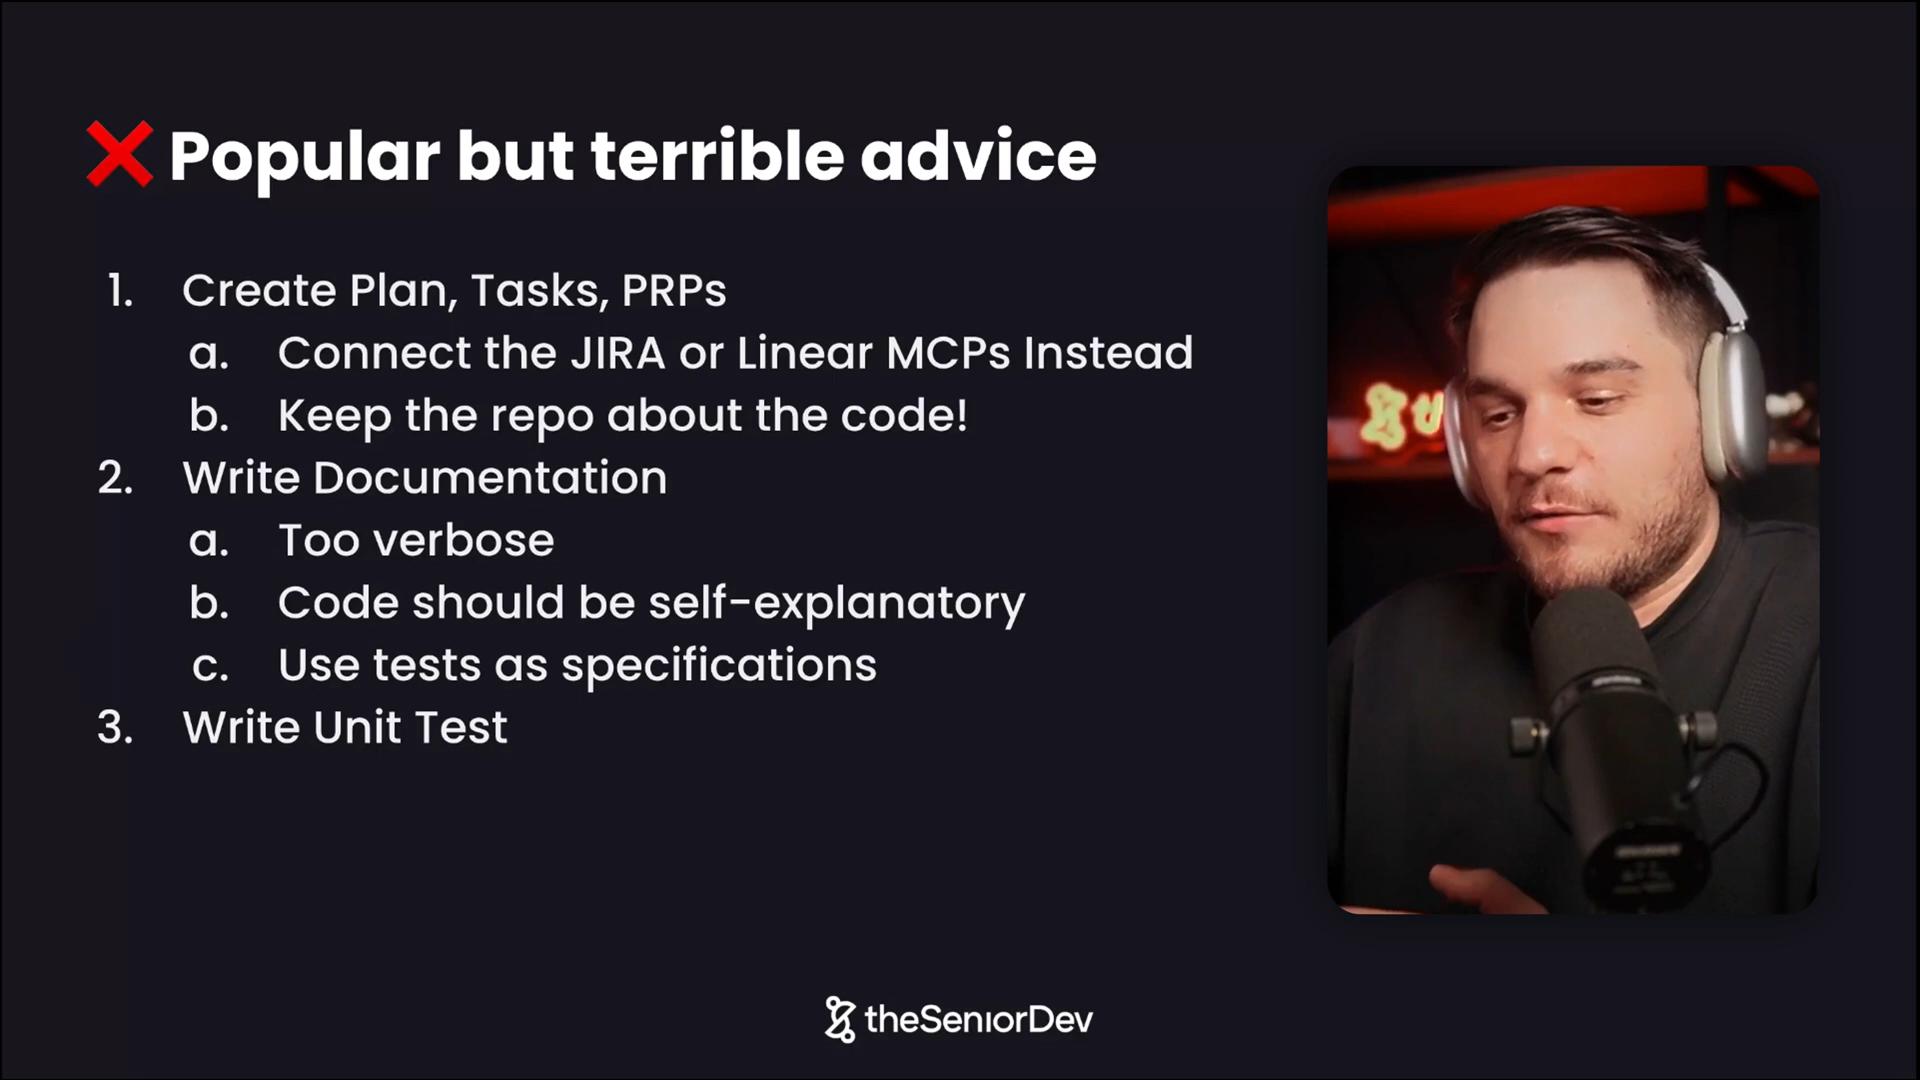 ❌ Popular but terrible advice
1. Create Plan, Tasks, PRPs
a. Connect the JIRA or Linear MCPs Instead
b. Keep the repo about the code!
2. Write Documentation
a. Too verbose
b. Code should be self-explanatory
c. Use tests as specifications
3. Write Unit Test
theSeniorDev